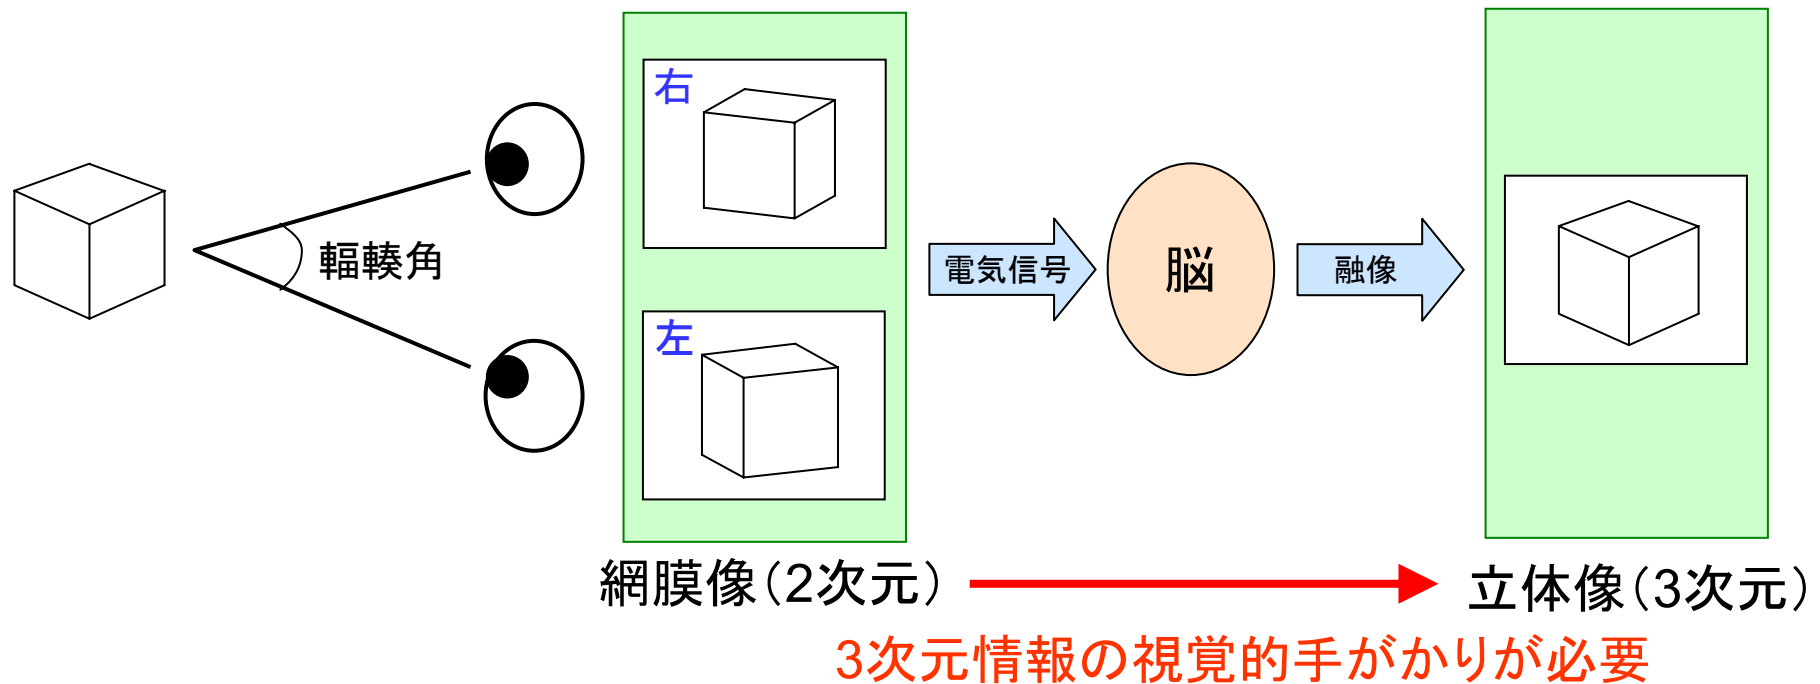 右
輻輳角
左
電気信号
脳
融像
網膜像（2次元）
立体像（3次元）
3次元情報の視覚的手がかりが必要